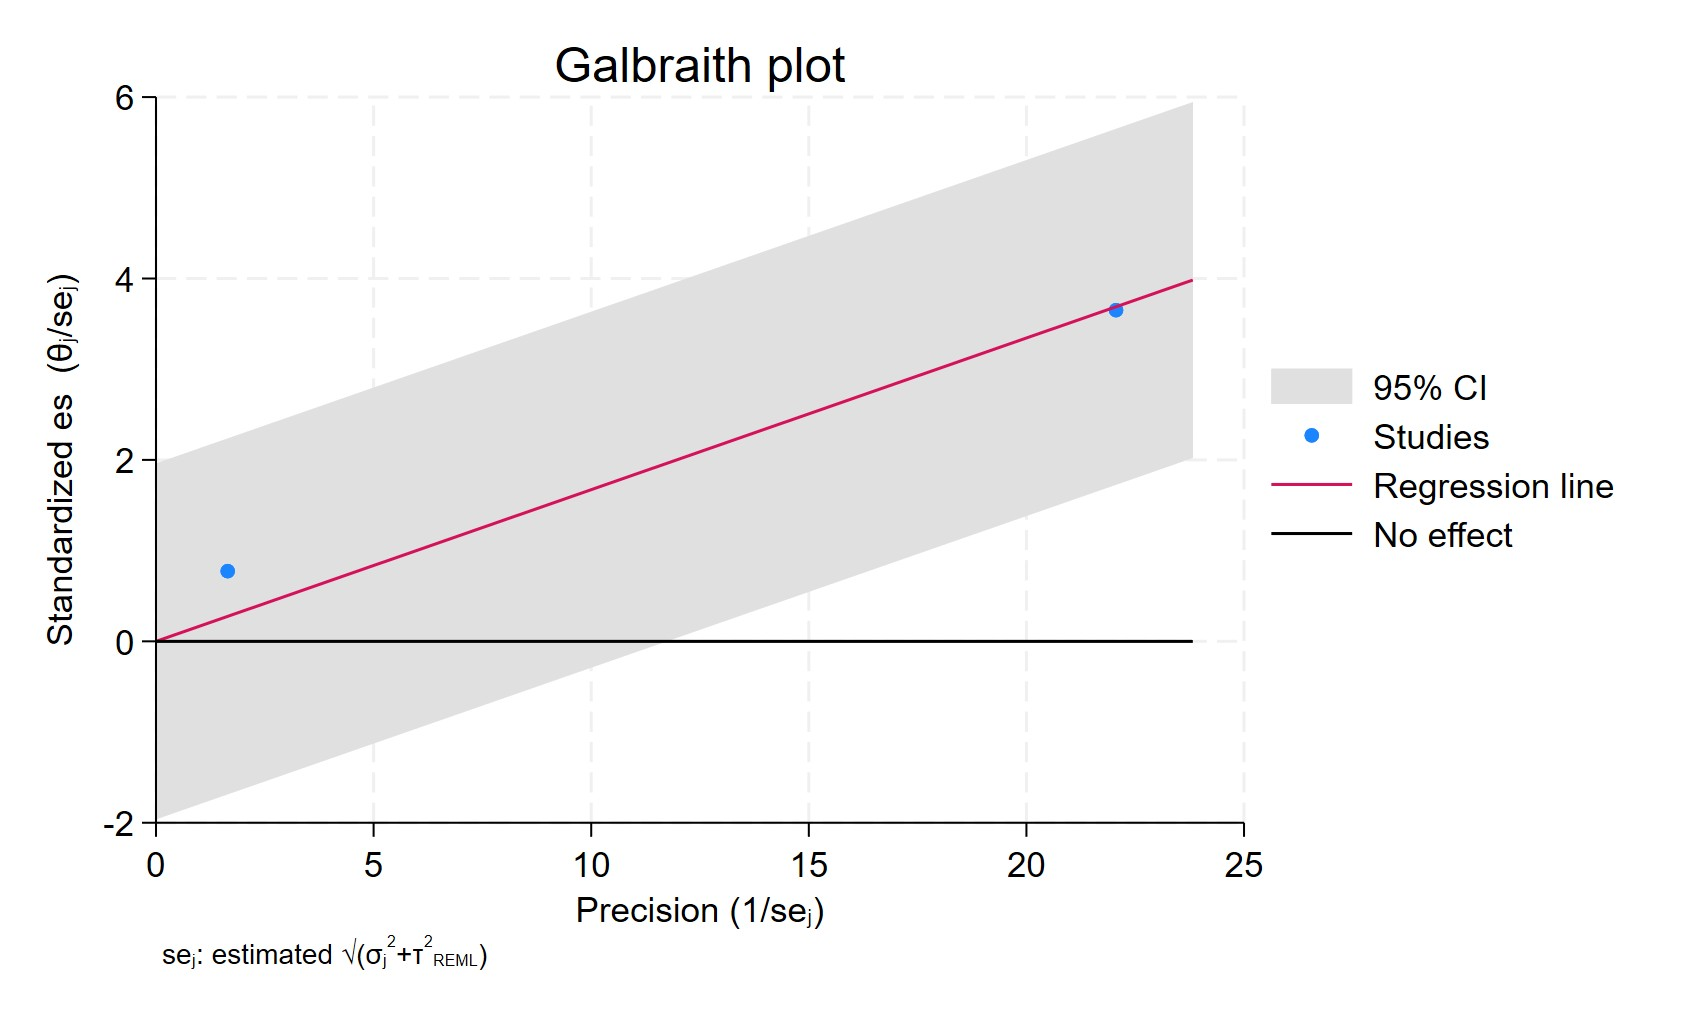 Galbraith plot
6
4
2
0
-2
Standardized es (θⱼ/seⱼ)
0 5 10 15 20 25
Precision (1/seⱼ)
95% CI
Studies
Regression line
No effect
seⱼ: estimated √(σⱼ²+τ²REML)